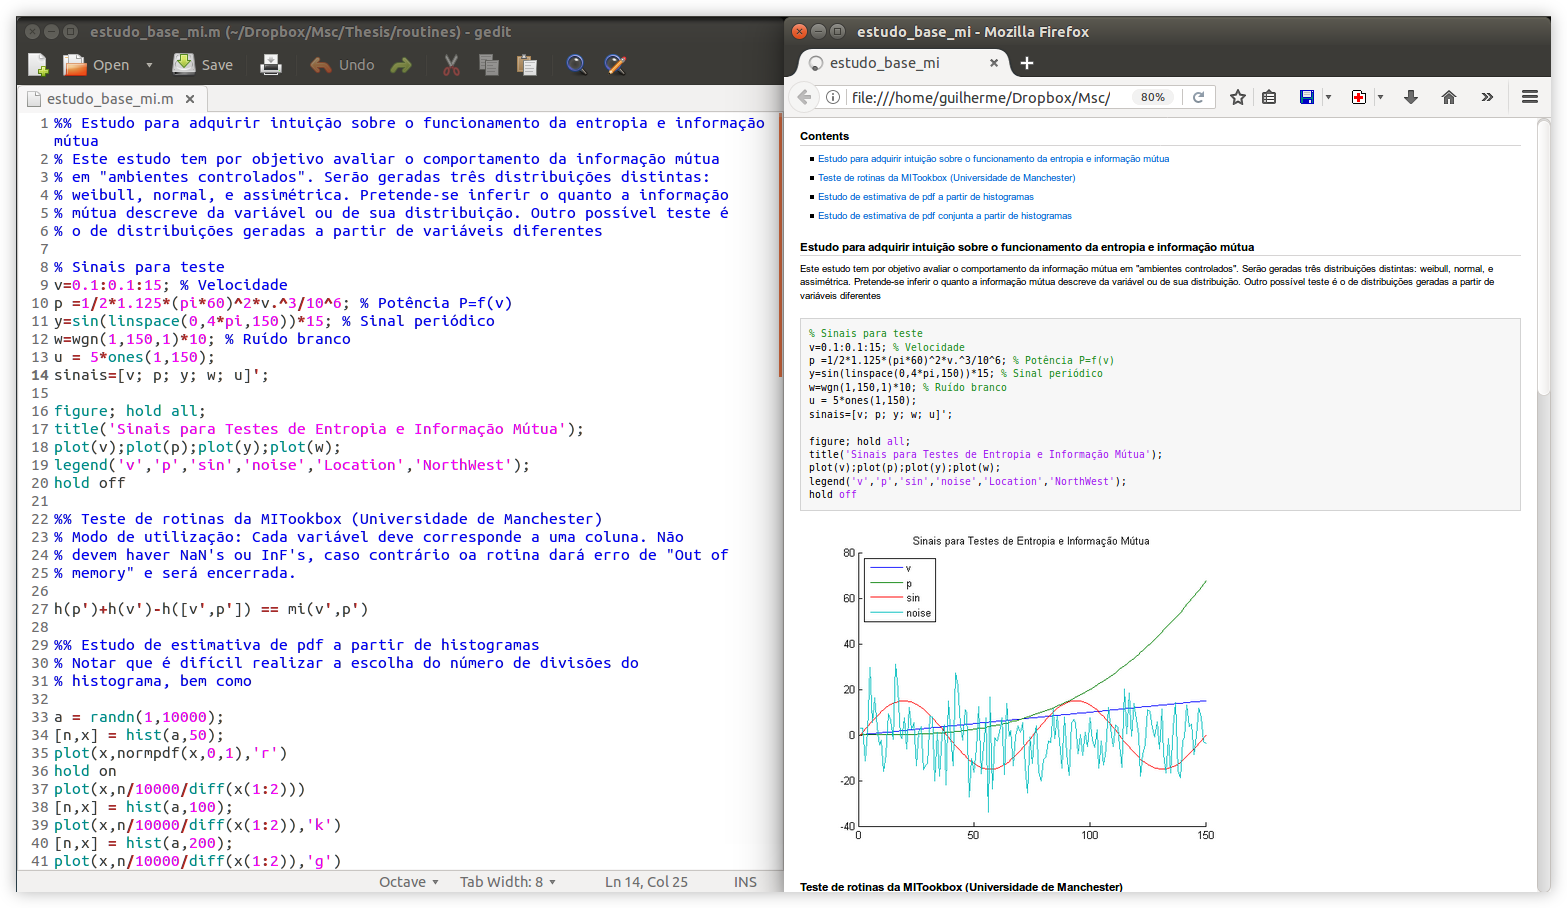 estudo_base_mi.m (~/Dropbox/Msc/Thesis/routines) - gedit
Open
Save
Undo
estudo_base_mi.m
1 %% Estudo para adquirir intuição sobre o funcionamento da entropia e informação
mútua
2 % Este estudo tem por objetivo avaliar o comportamento da informação mútua
3 % em "ambientes controlados". Serão geradas três distribuições distintas:
4 % weibull, normal, e assimétrica. Pretende-se inferir o quanto a informação
5 % mútua descreve da variável ou de sua distribuição. Outro possível teste é
6 % o de distribuições geradas a partir de variáveis diferentes
7
8 % Sinais para teste
9 v=0.1:0.1:15; % Velocidade
10 p =1/2*1.125*(pi*60)^2*v.^3/10^6; % Potência P=f(v)
11 y=sin(linspace(0,4*pi,150))*15; % Sinal periódico
12 w=wgn(1,150,1)*10; % Ruído branco
13 u = 5*ones(1,150);
14 sinais=[v; p; y; w; u]';
15
16 figure; hold all;
17 title('Sinais para Testes de Entropia e Informação Mútua');
18 plot(v);plot(p);plot(y);plot(w);
19 legend('v','p','sin','noise','Location','NorthWest');
20 hold off
21
22 %% Teste de rotinas da MITookbox (Universidade de Manchester)
23 % Modo de utilização: Cada variável deve corresponde a uma coluna. Não
24 % devem haver NaN's ou InF's, caso contrário oa rotina dará erro de "Out of
25 % memory" e será encerrada.
26
27 h(p')+h(v')-h([v',p']) == mi(v',p')
28
29 %% Estudo de estimativa de pdf a partir de histogramas
30 % Notar que é difícil realizar a escolha do número de divisões do
31 % histograma, bem como
32
33 a = randn(1,10000);
34 [n,x] = hist(a,50);
35 plot(x,normpdf(x,0,1),'r')
36 hold on
37 plot(x,n/10000/diff(x(1:2)))
38 [n,x] = hist(a,100);
39 plot(x,n/10000/diff(x(1:2)),'k')
40 [n,x] = hist(a,200);
41 plot(x,n/10000/diff(x(1:2)),'g')
Octave Tab Width: 8 Ln 14, Col 25 INS
estudo_base_mi - Mozilla Firefox
estudo_base_mi
file:///home/guilherme/Dropbox/Msc/ 80%
Contents
Estudo para adquirir intuição sobre o funcionamento da entropia e informação mútua
Teste de rotinas da MITookbox (Universidade de Manchester)
Estudo de estimativa de pdf a partir de histogramas
Estudo de estimativa de pdf conjunta a partir de histogramas
Estudo para adquirir intuição sobre o funcionamento da entropia e informação mútua
Este estudo tem por objetivo avaliar o comportamento da informação mútua em "ambientes controlados". Serão geradas três distribuições distintas: weibull, normal, e
assimétrica. Pretende-se inferir o quanto a informação mútua descreve da variável ou de sua distribuição. Outro possível teste é o de distribuições geradas a partir de
variáveis diferentes
% Sinais para teste
v=0.1:0.1:15; % Velocidade
p =1/2*1.125*(pi*60)^2*v.^3/10^6; % Potência P=f(v)
y=sin(linspace(0,4*pi,150))*15; % Sinal periódico
w=wgn(1,150,1)*10; % Ruído branco
u = 5*ones(1,150);
sinais=[v; p; y; w; u]';
figure; hold all;
title('Sinais para Testes de Entropia e Informação Mútua');
plot(v);plot(p);plot(y);plot(w);
legend('v','p','sin','noise','Location','NorthWest');
hold off
Sinais para Testes de Entropia e Informação Mútua
80
v
p
60
sin
noise
40
20
0
-20
-40
0 50 100 150
Teste de rotinas da MITookbox (Universidade de Manchester)